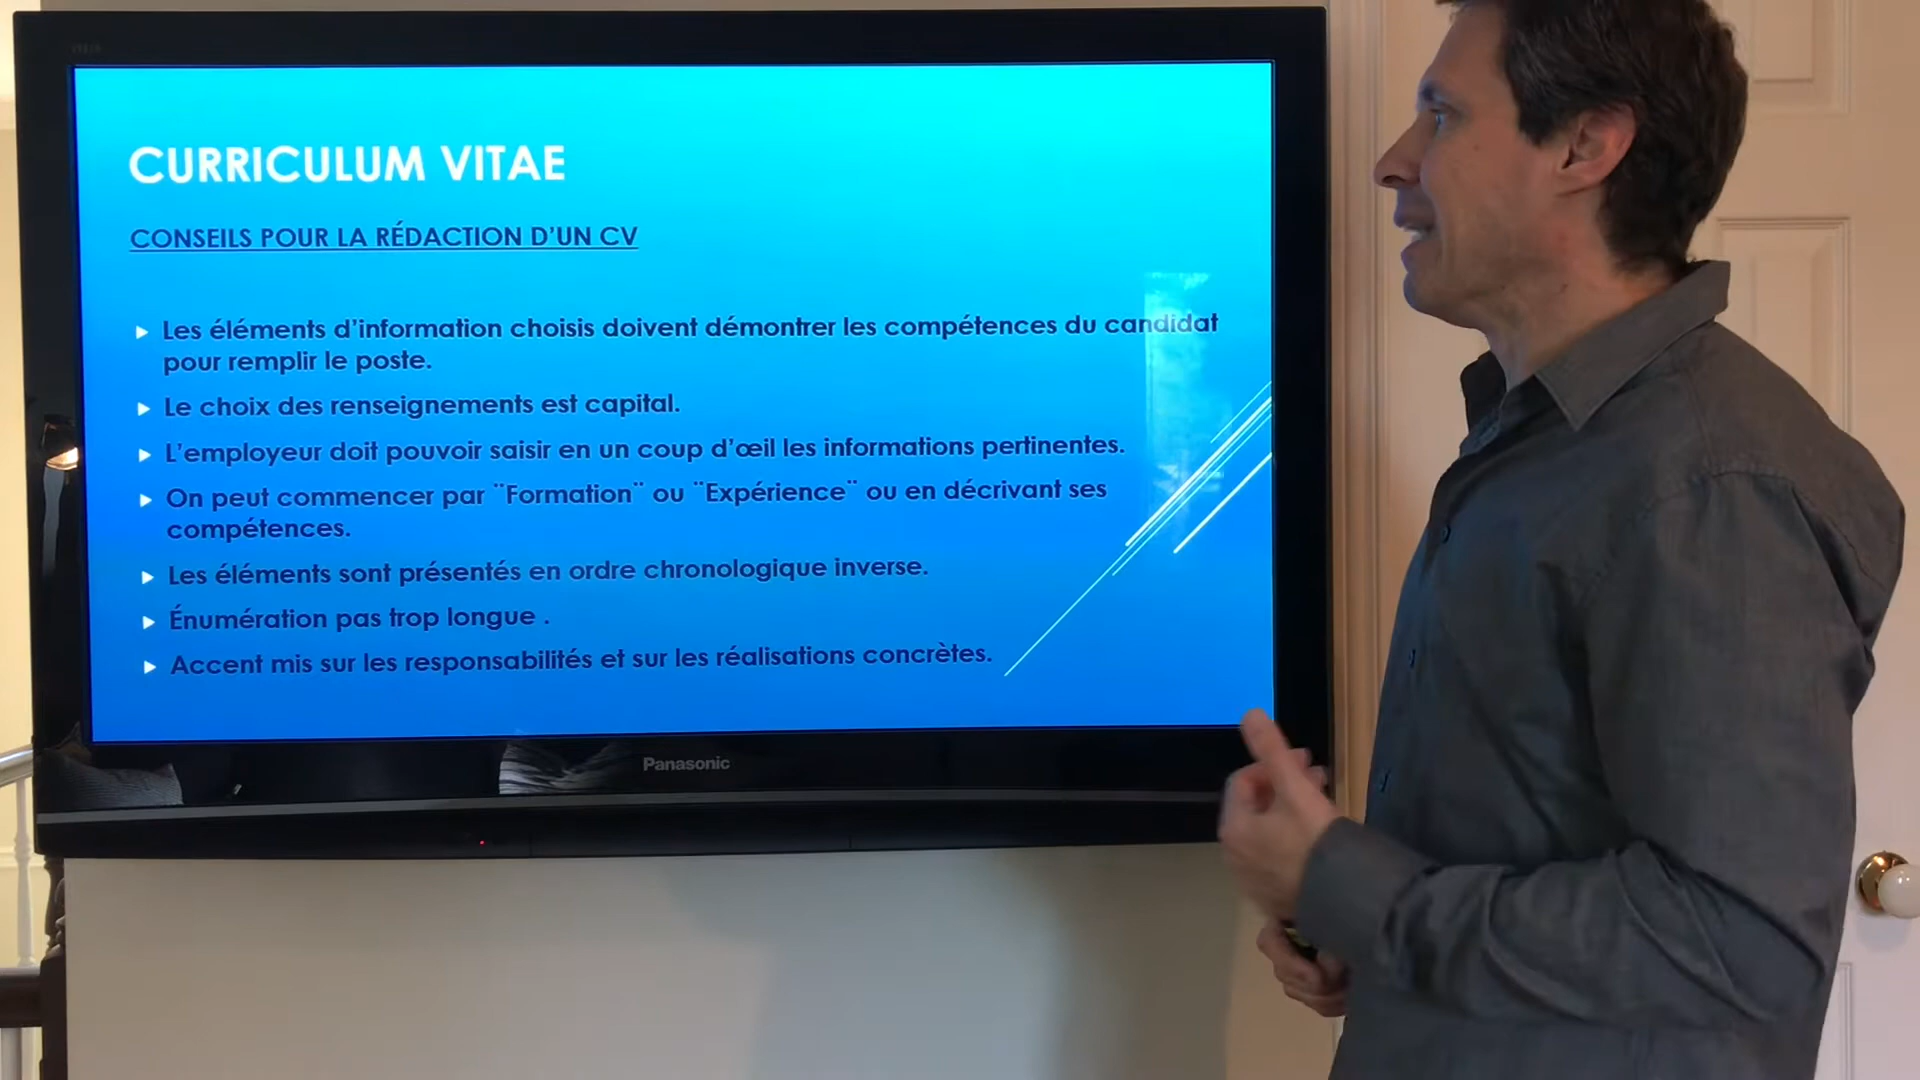 CURRICULUM VITAE
CONSEILS POUR LA RÉDACTION D'UN CV
Les éléments d'information choisis doivent démontrer les compétences du candidat
pour remplir le poste.
Le choix des renseignements est capital.
L'employeur doit pouvoir saisir en un coup d'œil les informations pertinentes.
On peut commencer par ¨Formation¨ ou ¨Expérience¨ ou en décrivant ses
compétences.
Les éléments sont présentés en ordre chronologique inverse.
Énumération pas trop longue .
Accent mis sur les responsabilités et sur les réalisations concrètes.
Panasonic